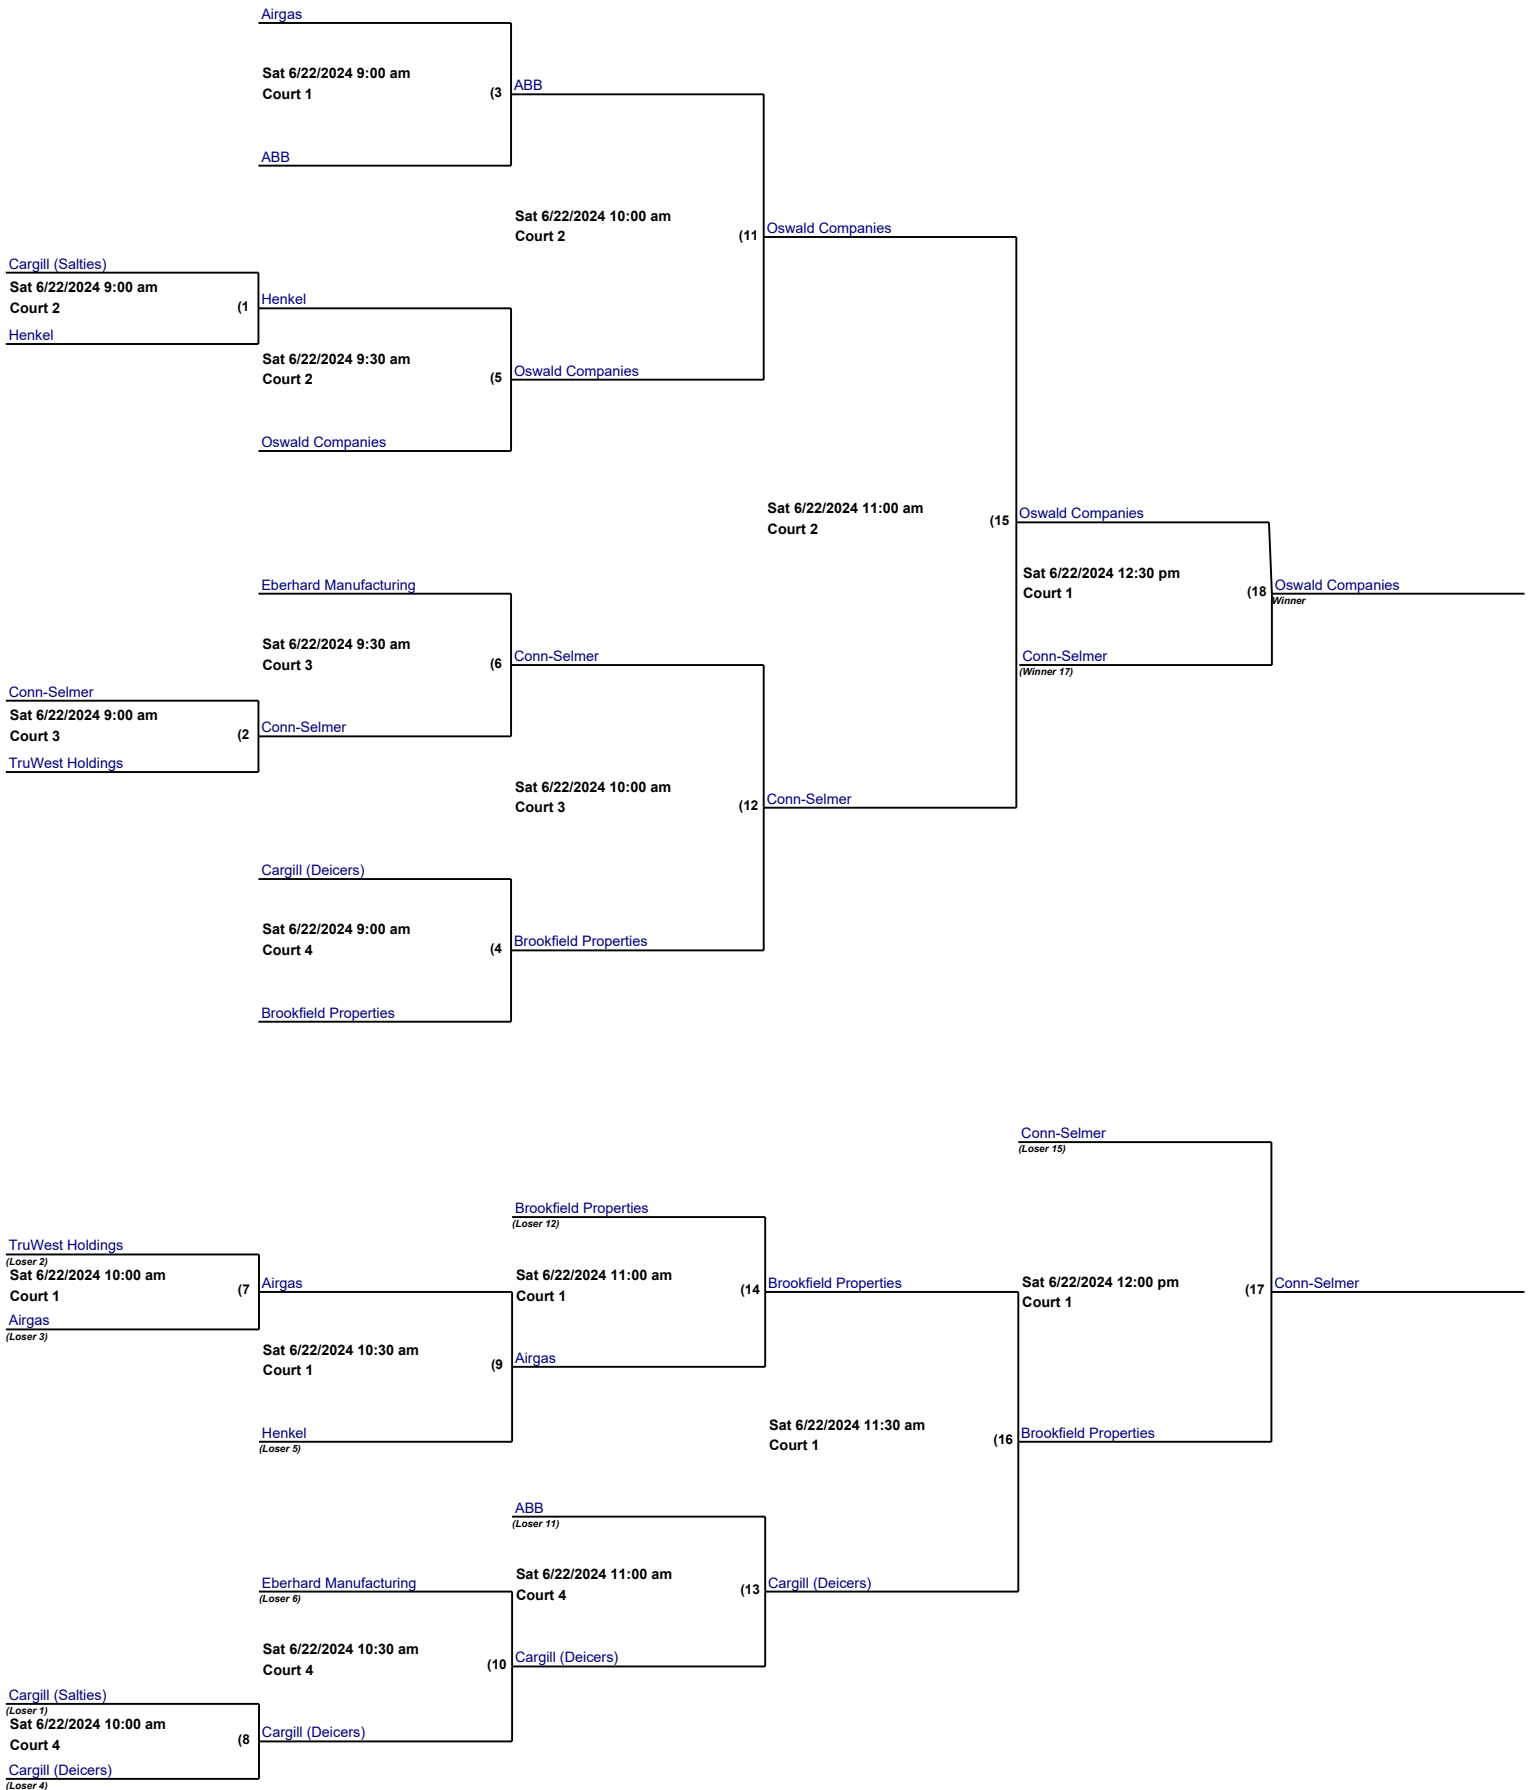 Airgas
Sat 6/22/2024 9:00 am
Court 1
(3
ABB
ABB
Sat 6/22/2024 10:00 am
Court 2
(11
Oswald Companies
Cargill (Salties)
Sat 6/22/2024 9:00 am
Court 2
(1
Henkel
Henkel
Sat 6/22/2024 9:30 am
Court 2
(5
Oswald Companies
Oswald Companies
Sat 6/22/2024 11:00 am
Court 2
(15
Oswald Companies
Sat 6/22/2024 12:30 pm
Court 1
(18
Oswald Companies
Winner
Eberhard Manufacturing
Sat 6/22/2024 9:30 am
Court 3
(6
Conn-Selmer
Conn-Selmer
(Winner 17)
Conn-Selmer
Sat 6/22/2024 9:00 am
Court 3
(2
Conn-Selmer
TruWest Holdings
Sat 6/22/2024 10:00 am
Court 3
(12
Conn-Selmer
Cargill (Deicers)
Sat 6/22/2024 9:00 am
Court 4
(4
Brookfield Properties
Brookfield Properties
Conn-Selmer
(Loser 15)
Brookfield Properties
(Loser 12)
TruWest Holdings
(Loser 2)
Sat 6/22/2024 10:00 am
Court 1
(7
Airgas
Airgas
(Loser 3)
Sat 6/22/2024 11:00 am
Court 1
(14
Brookfield Properties
Sat 6/22/2024 12:00 pm
Court 1
(17
Conn-Selmer
Sat 6/22/2024 10:30 am
Court 1
(9
Airgas
Henkel
(Loser 5)
Sat 6/22/2024 11:30 am
Court 1
(16
Brookfield Properties
ABB
(Loser 11)
Sat 6/22/2024 11:00 am
Court 4
(13
Cargill (Deicers)
Eberhard Manufacturing
(Loser 6)
Sat 6/22/2024 10:30 am
Court 4
(10
Cargill (Deicers)
Cargill (Salties)
(Loser 1)
Sat 6/22/2024 10:00 am
Court 4
(8
Cargill (Deicers)
Cargill (Deicers)
(Loser 4)